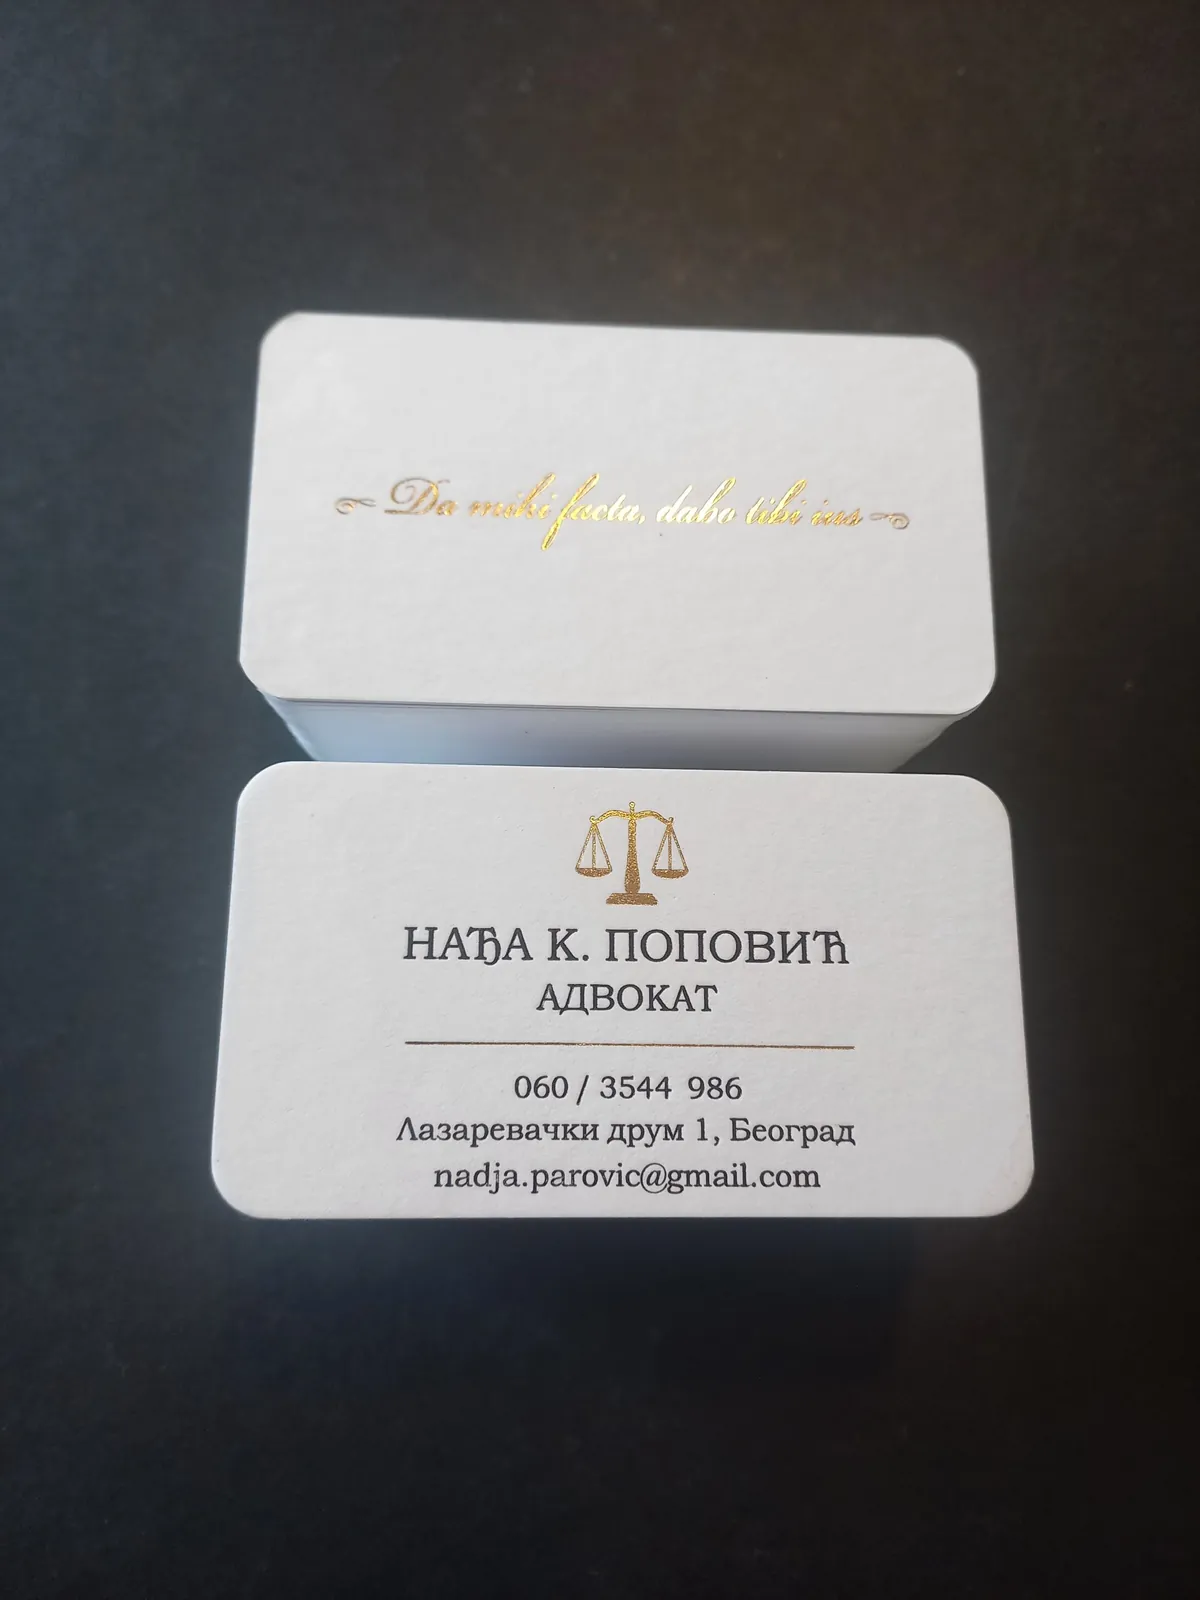 Da mihi facta, dabo tibi ius
НАЂА К. ПОПОВИЋ
АДВОКАТ
060 / 3544 986
Лазаревачки друм 1, Београд
nadja.parovic@gmail.com